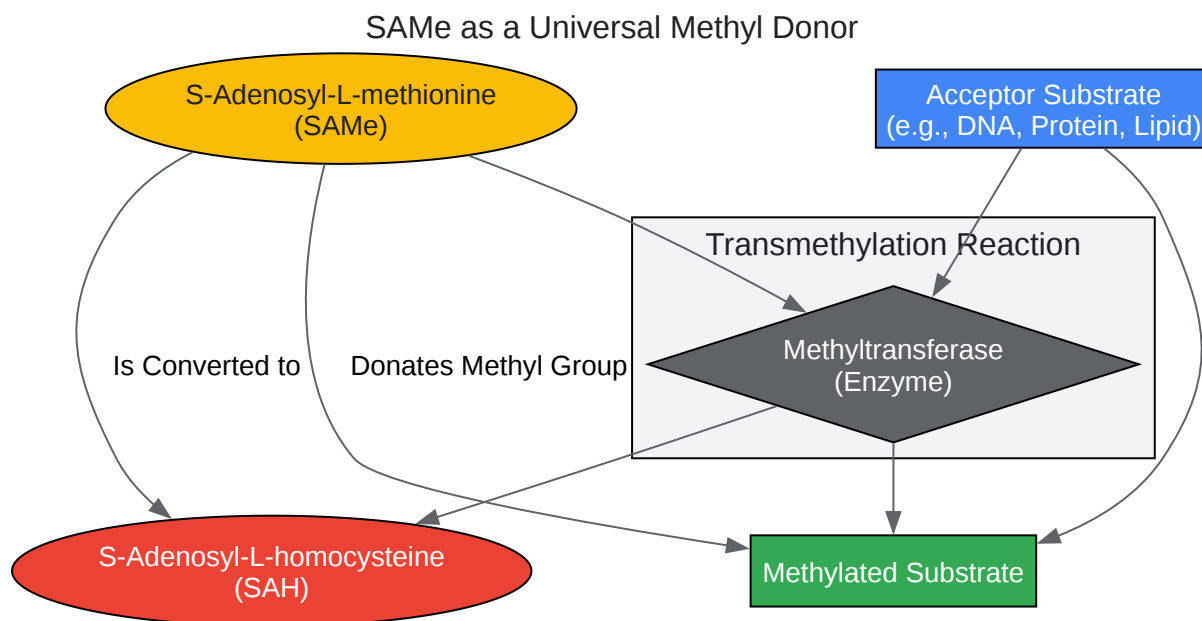 SAMe as a Universal Methyl Donor
S-Adenosyl-L-methionine
(SAMe)
Acceptor Substrate
(e.g., DNA, Protein, Lipid)
Transmethylation Reaction
Methyltransferase
(Enzyme)
Is Converted to
Donates Methyl Group
S-Adenosyl-L-homocysteine
(SAH)
Methylated Substrate